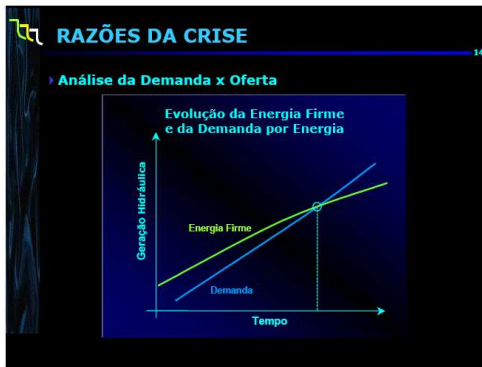 RAZÕES DA CRISE
14
Análise da Demanda x Oferta
Evolução da Energia Firme
e da Demanda por Energia
Geração Hidráulica
Energia Firme
Demanda
Tempo